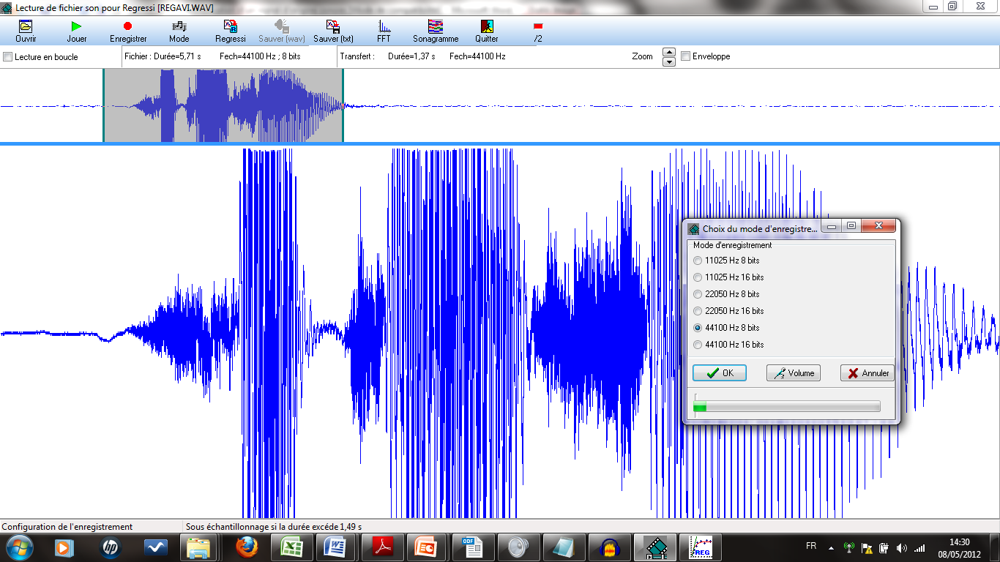 Lecture de fichier son pour Regressi [REGAVI.WAV]
Ouvrir Jouer Enregistrer Mode Regressi Sauver (wav) Sauver (txt) FFT Sonagramme Quitter /2
Lecture en boucle Fichier : Durée=5,71 s Fech=44100 Hz ; 8 bits Transfert : Durée=1,37 s Fech=44100 Hz Zoom Enveloppe
Choix du mode d'enregistre...
Mode d'enregistrement
11025 Hz 8 bits
11025 Hz 16 bits
22050 Hz 8 bits
22050 Hz 16 bits
44100 Hz 8 bits
44100 Hz 16 bits
OK Volume Annuler
Configuration de l'enregistrement Sous échantillonnage si la durée excéde 1,49 s
hp ODF REG FR 14:30
08/05/2012